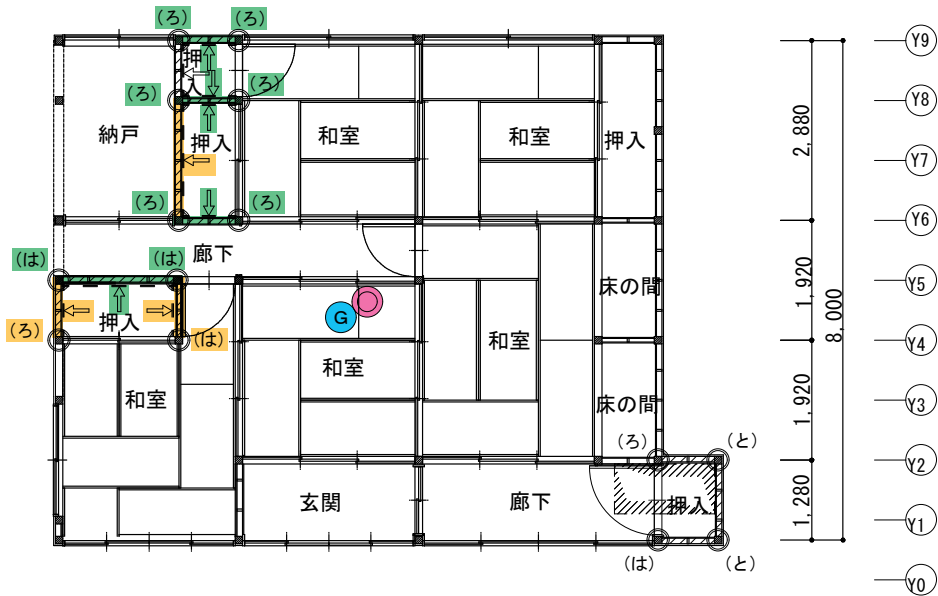 (ろ) (ろ)
押
入
(ろ) (ろ)
納戸
押入
和室
和室
押入
(ろ) (ろ)
廊下
(は) (は)
押入
(ろ) (は)
G
床の間
和室
和室
和室
床の間
(ろ) (と)
玄関
廊下
押入
(は) (と)
2,880
1,920
1,920
1,280
8,000
Y9
Y8
Y7
Y6
Y5
Y4
Y3
Y2
Y1
Y0